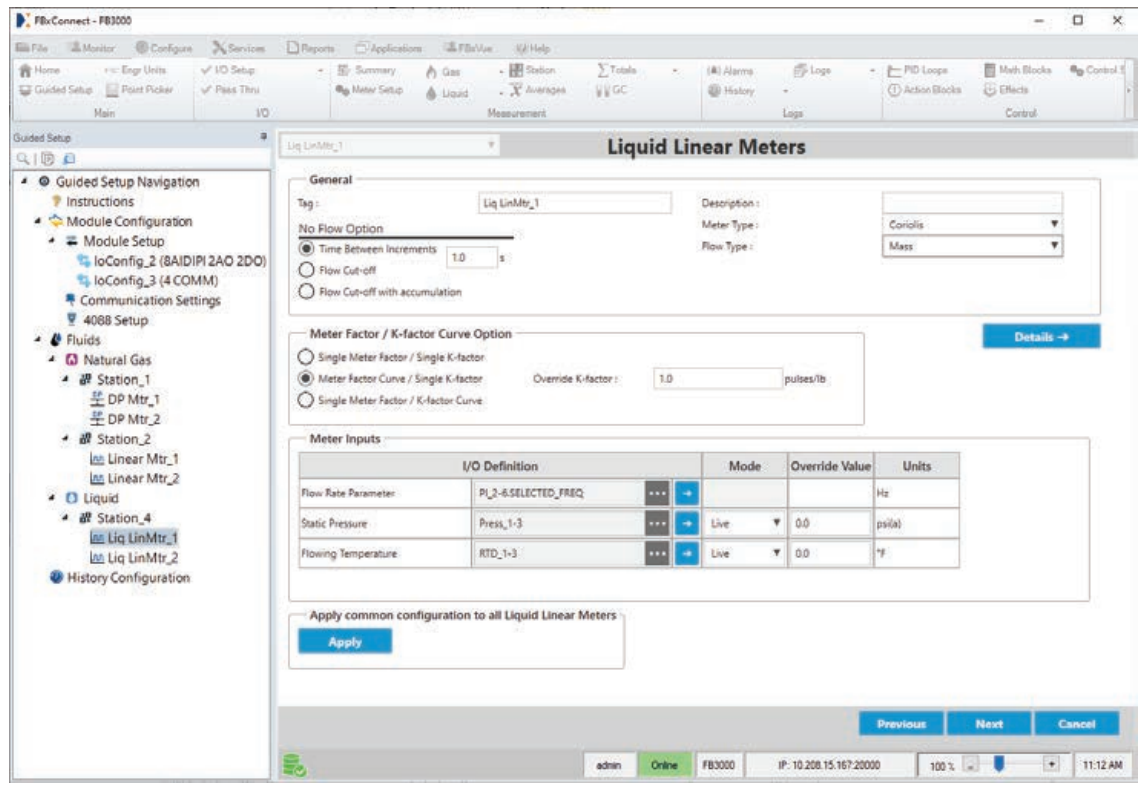 FBxConnect - FB3000
File Monitor Configure Services Reports Applications FBxVue Help
Home Engr Units I/O Setup Summary Gas Station Totals Alarms Logs PID Loops Math Blocks Control
Guided Setup Point Picker Pass Thru Meter Setup Liquid Averages GC History Action Blocks Effects
Main I/O Measurement Logs Control
Guided Setup
Liq LinMtr_1
Liquid Linear Meters
Guided Setup Navigation
Instructions
Module Configuration
Module Setup
IoConfig_2 (8AIDIPI 2AO 2DO)
IoConfig_3 (4 COMM)
Communication Settings
4088 Setup
Fluids
Natural Gas
Station_1
DP Mtr_1
DP Mtr_2
Station_2
Linear Mtr_1
Linear Mtr_2
Liquid
Station_4
Liq LinMtr_1
Liq LinMtr_2
History Configuration
General
Tag : Liq LinMtr_1 Description :
Meter Type : Coriolis
No Flow Option
Flow Type : Mass
Time Between Increments 1.0 s
Flow Cut-off
Flow Cut-off with accumulation
Meter Factor / K-factor Curve Option
Details →
Single Meter Factor / Single K-factor
Meter Factor Curve / Single K-factor Override K-factor : 1.0 pulses/lb
Single Meter Factor / K-factor Curve
Meter Inputs
I/O Definition Mode Override Value Units
Flow Rate Parameter PI_2-6.SELECTED_FREQ Hz
Static Pressure Press_1-3 Live 0.0 psi(a)
Flowing Temperature RTD_1-3 Live 0.0 °F
Apply common configuration to all Liquid Linear Meters
Apply
Previous Next Cancel
admin Online FB3000 IP: 10.208.15.167:20000 100 % - + 11:12 AM